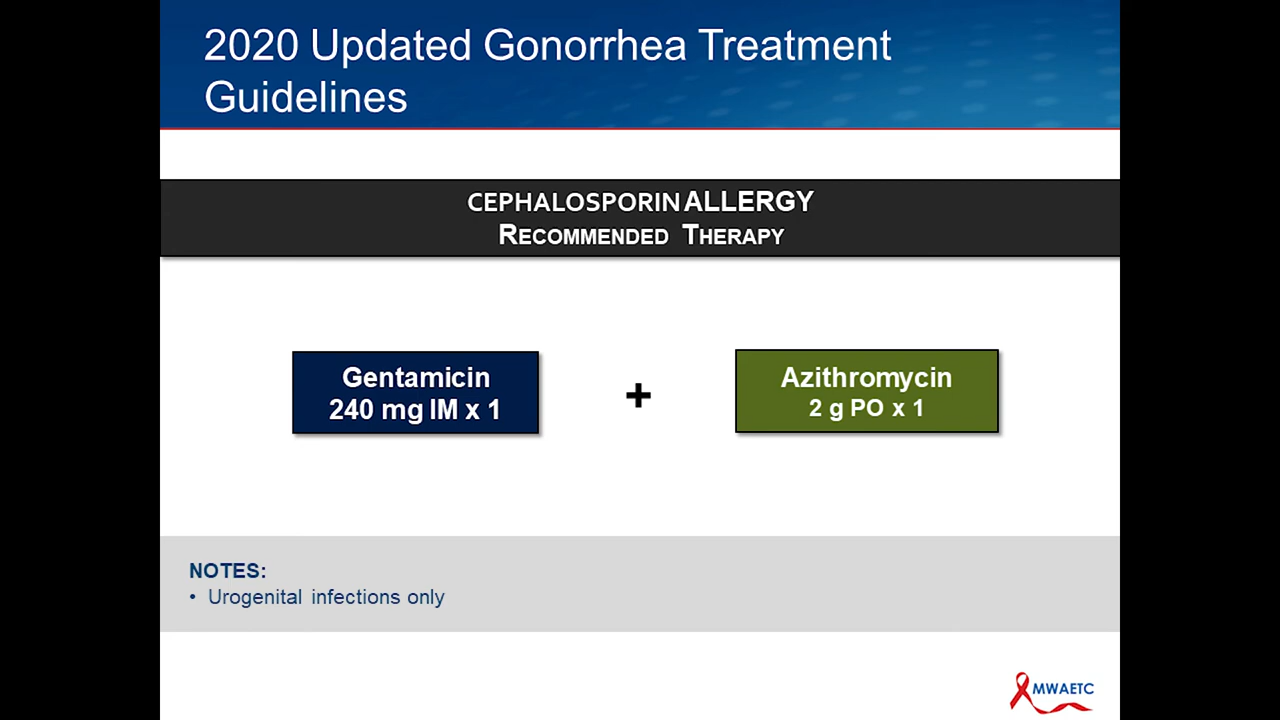 2020 Updated Gonorrhea Treatment
Guidelines
CEPHALOSPORIN ALLERGY
RECOMMENDED THERAPY
Gentamicin
240 mg IM x 1
+
Azithromycin
2 g PO x 1
NOTES:
• Urogenital infections only
MWAETC